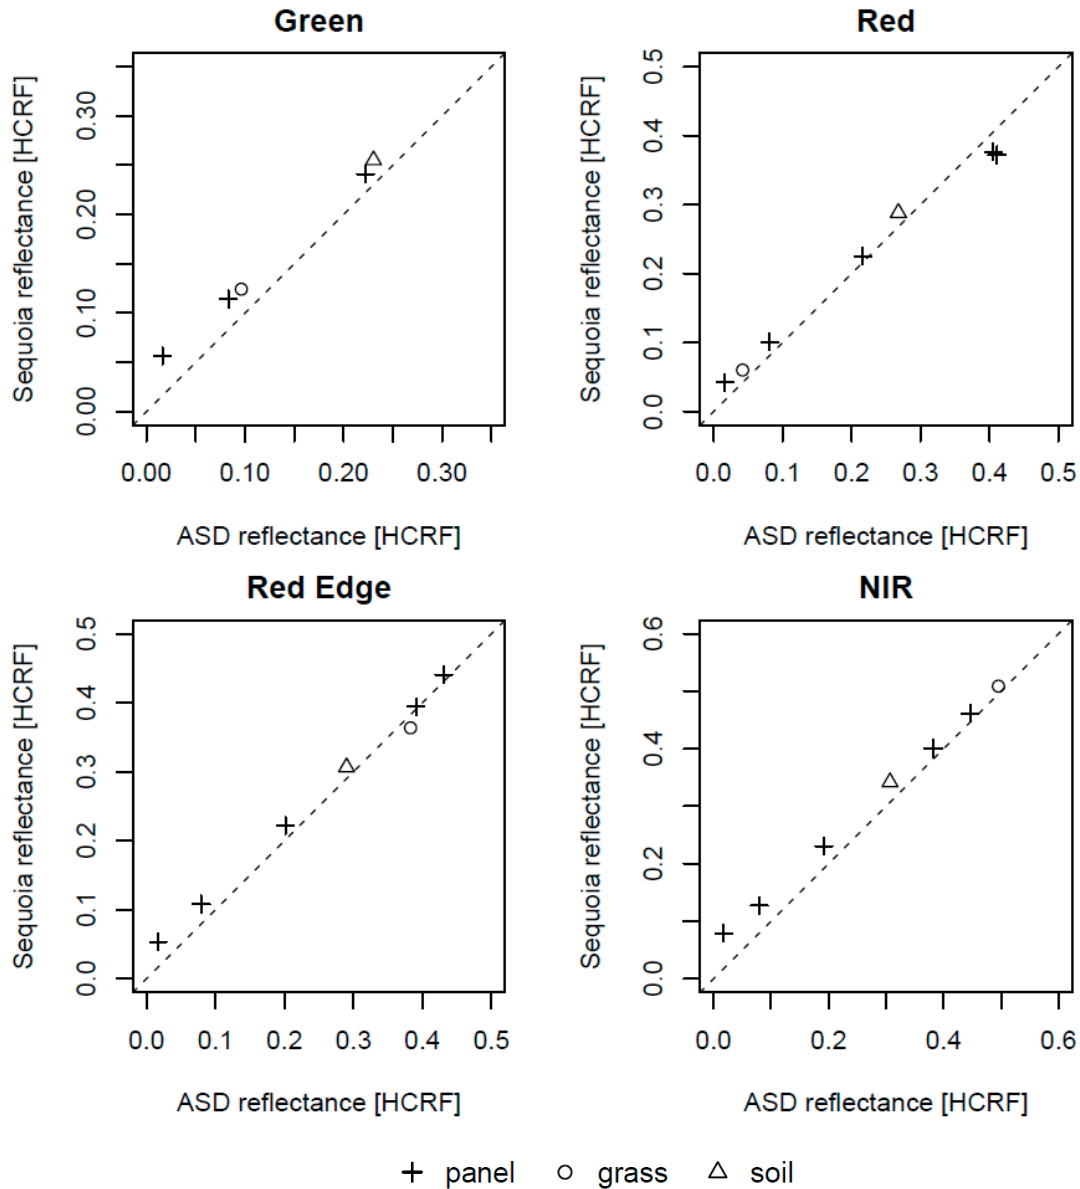 Green
Sequoia reflectance [HCRF]
0.00 0.10 0.20 0.30
0.00 0.10 0.20 0.30
ASD reflectance [HCRF]
Red
Sequoia reflectance [HCRF]
0.0 0.1 0.2 0.3 0.4 0.5
0.0 0.1 0.2 0.3 0.4 0.5
ASD reflectance [HCRF]
Red Edge
Sequoia reflectance [HCRF]
0.0 0.1 0.2 0.3 0.4 0.5
0.0 0.1 0.2 0.3 0.4 0.5
ASD reflectance [HCRF]
NIR
Sequoia reflectance [HCRF]
0.0 0.2 0.4 0.6
0.0 0.2 0.4 0.6
ASD reflectance [HCRF]
panel grass soil